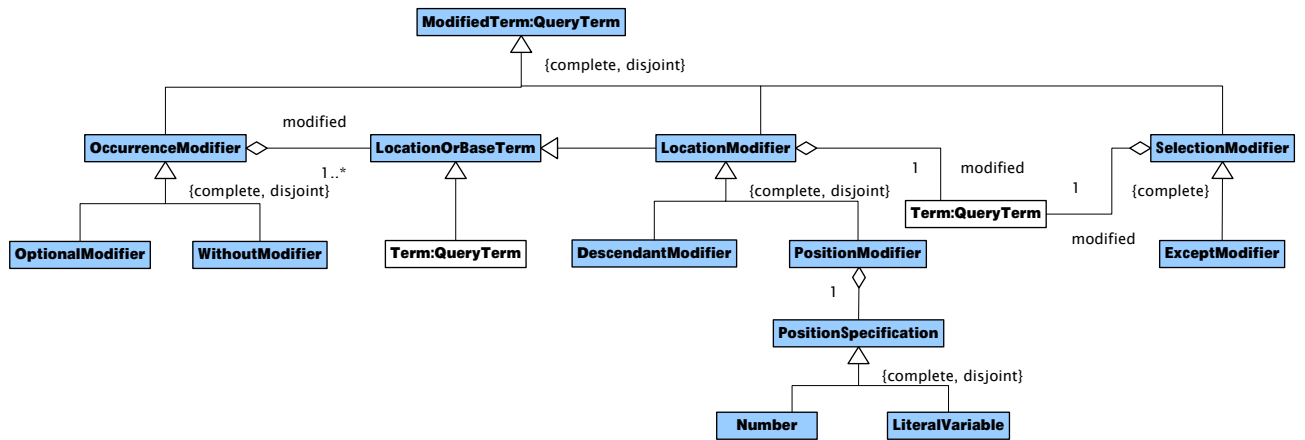 ModifiedTerm:QueryTerm
{complete, disjoint}
modified
OccurrenceModifier
LocationOrBaseTerm
LocationModifier
SelectionModifier
1..*
1
modified
1
{complete, disjoint}
{complete, disjoint}
{complete}
Term:QueryTerm
modified
OptionalModifier
WithoutModifier
Term:QueryTerm
DescendantModifier
PositionModifier
ExceptModifier
1
PositionSpecification
{complete, disjoint}
Number
LiteralVariable